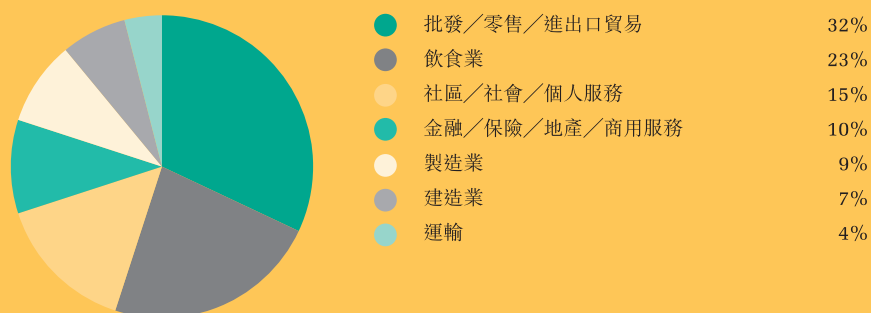 批發╱零售╱進出口貿易 32%
飲食業 23%
社區╱社會╱個人服務 15%
金融╱保險╱地產╱商用服務 10%
製造業 9%
建造業 7%
運輸 4%